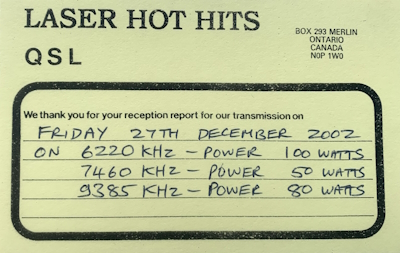 LASER HOT HITS
QSL
BOX 293 MERLIN
ONTARIO
CANADA
N0P 1W0
We thank you for your reception report for our transmission on
FRIDAY 27TH DECEMBER 2002
ON 6220 KHz - POWER 100 WATTS
7460 KHz - POWER 50 WATTS
9385 KHz - POWER 80 WATTS